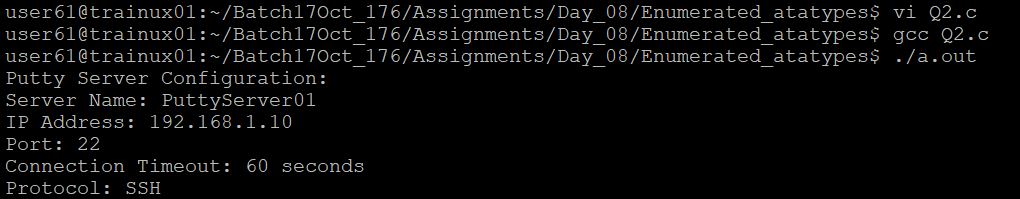 user61@trainux01:~/Batch17Oct_176/Assignments/Day_08/Enumerated_atatypes$ vi Q2.c
user61@trainux01:~/Batch17Oct_176/Assignments/Day_08/Enumerated_atatypes$ gcc Q2.c
user61@trainux01:~/Batch17Oct_176/Assignments/Day_08/Enumerated_atatypes$ ./a.out
Putty Server Configuration:
Server Name: PuttyServer01
IP Address: 192.168.1.10
Port: 22
Connection Timeout: 60 seconds
Protocol: SSH